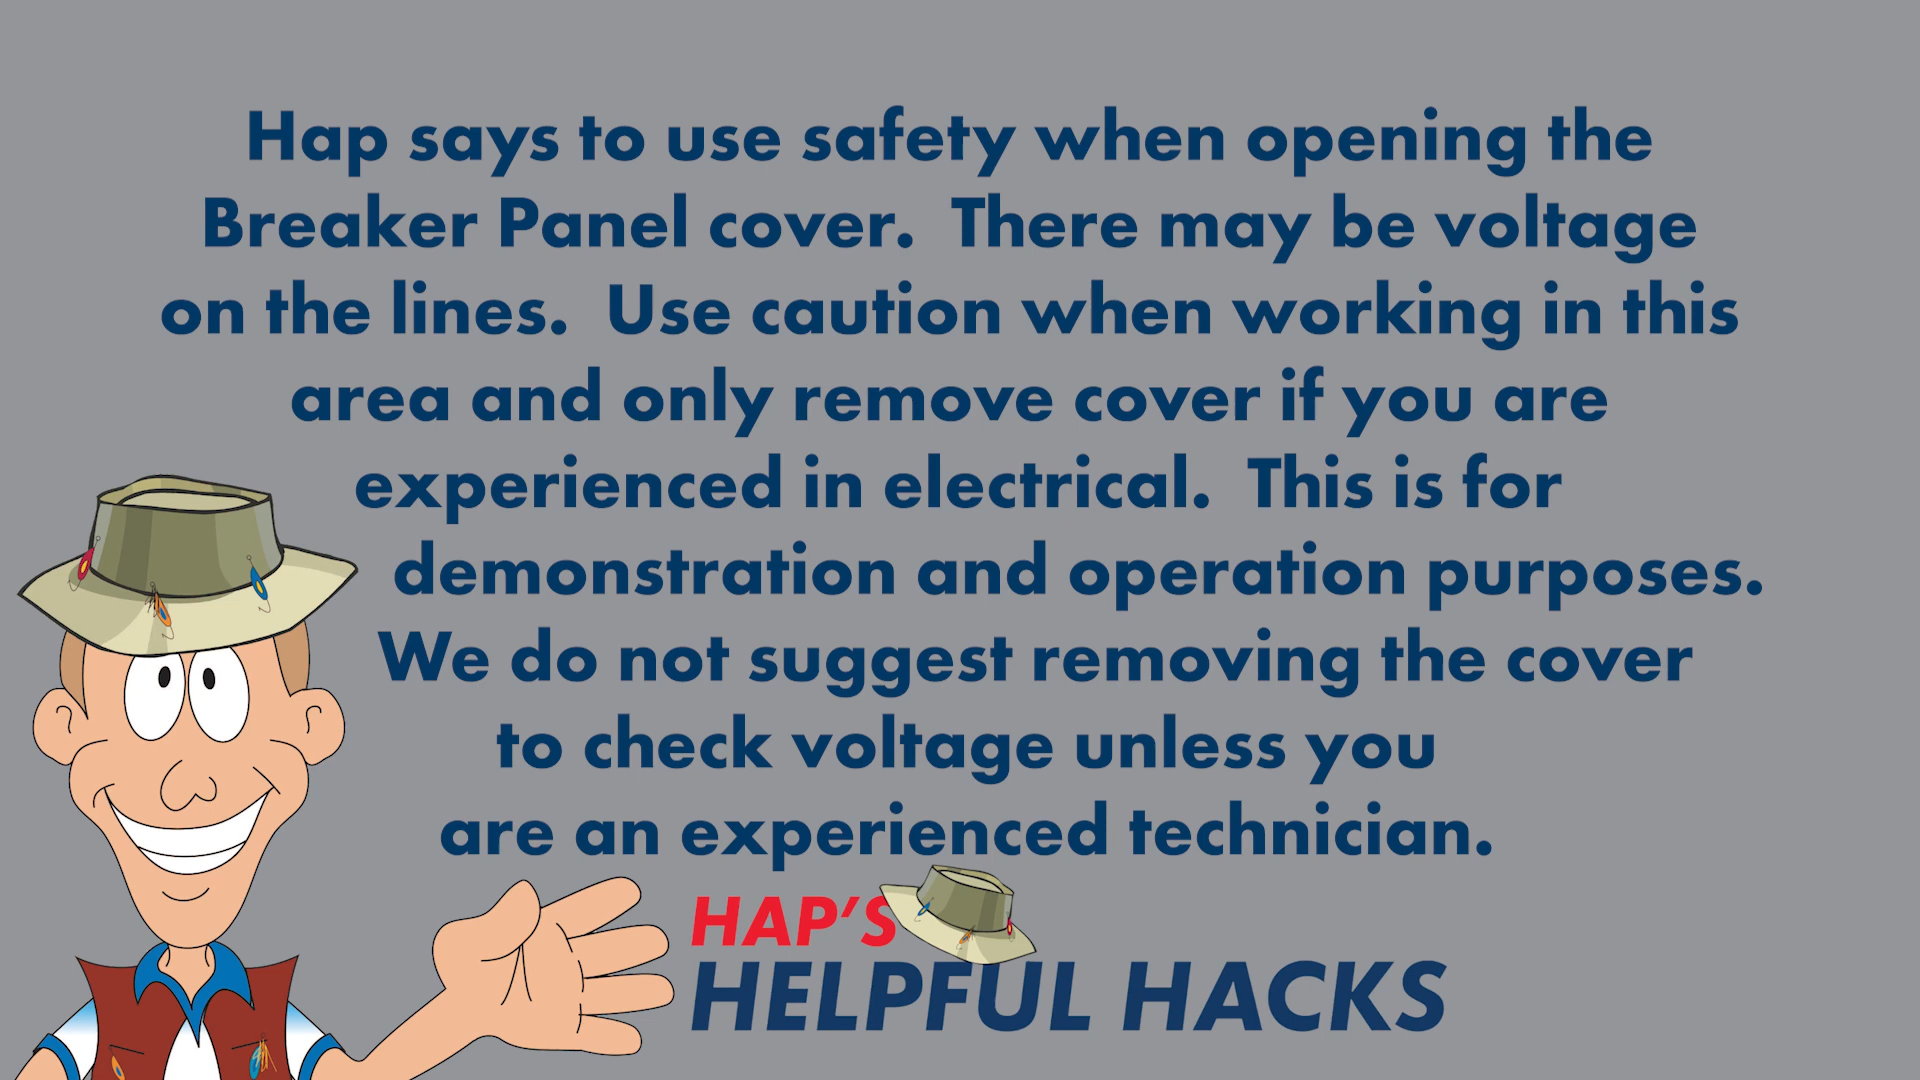 Hap says to use safety when opening the
Breaker Panel cover.  There may be voltage
on the lines.  Use caution when working in this
area and only remove cover if you are
experienced in electrical.  This is for
demonstration and operation purposes.
We do not suggest removing the cover
to check voltage unless you
are an experienced technician.
HAP'S
HELPFUL HACKS